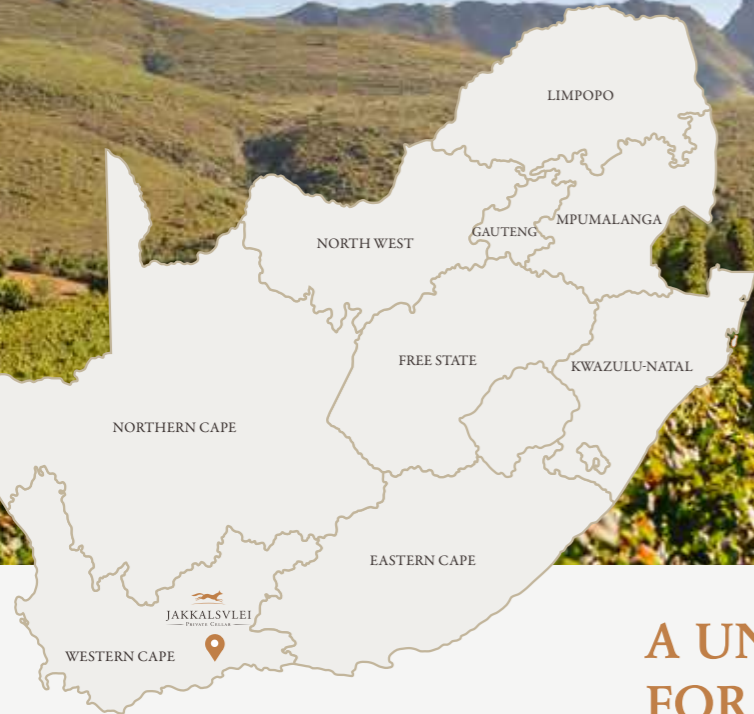 LIMPOPO
MPUMALANGA
GAUTENG
NORTH WEST
FREE STATE
KWAZULU-NATAL
NORTHERN CAPE
EASTERN CAPE
JAKKALSVLEI
PRIVATE CELLAR
WESTERN CAPE
A UN
FOR